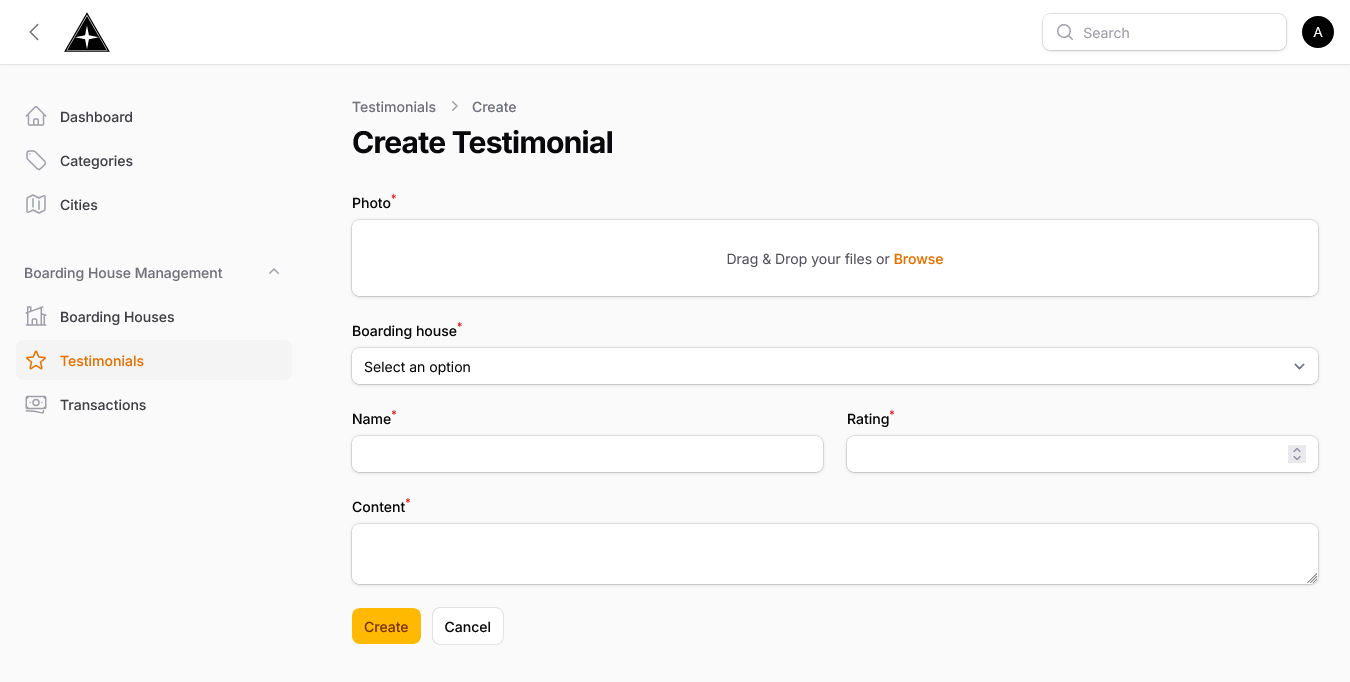 Search
A
Dashboard
Categories
Cities
Boarding House Management
Boarding Houses
Testimonials
Transactions
Testimonials > Create
Create Testimonial
Photo*
Drag & Drop your files or Browse
Boarding house*
Select an option
Name*
Rating*
Content*
Create
Cancel